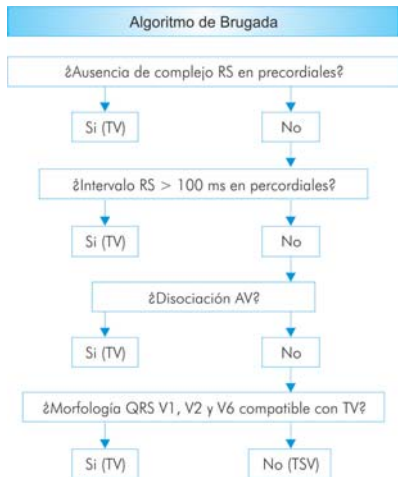 Algoritmo de Brugada
¿Ausencia de complejo RS en precordiales?
Si (TV)
No
¿Intervalo RS > 100 ms en percordiales?
Si (TV)
No
¿Disociación AV?
Si (TV)
No
¿Morfología QRS V1, V2 y V6 compatible con TV?
Si (TV)
No (TSV)